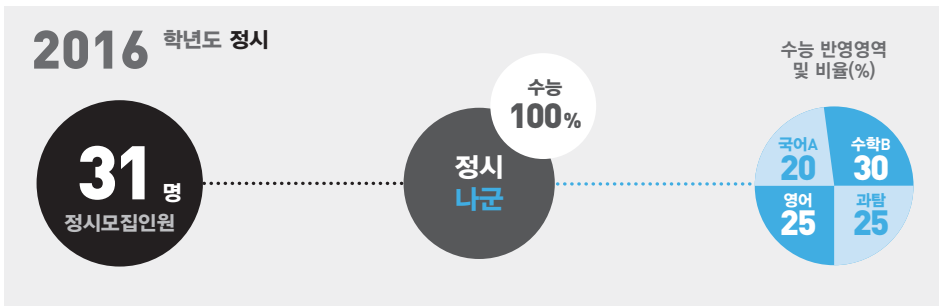 2016 학년도 정시
31 명
정시모집인원
수능
100%
정시
나군
수능 반영영역
및 비율(%)
국어A
20
수학B
30
영어
25
과탐
25